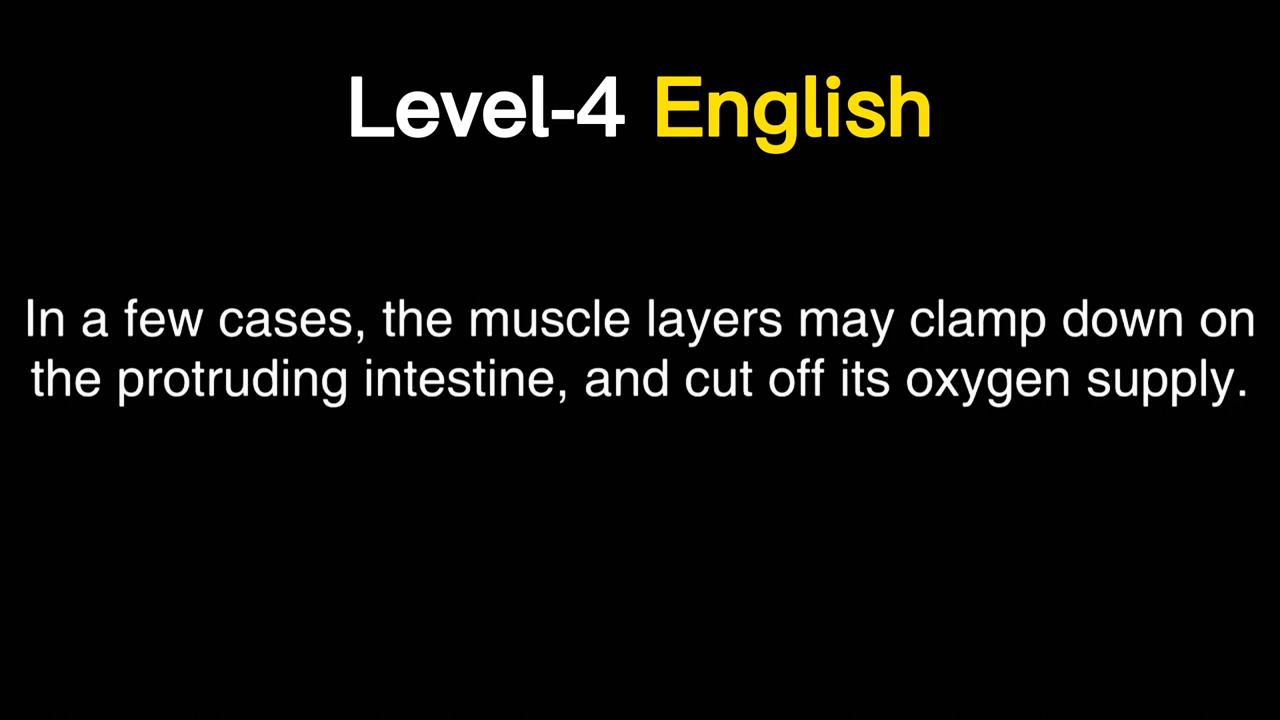 Level-4 English
In a few cases, the muscle layers may clamp down on
the protruding intestine, and cut off its oxygen supply.